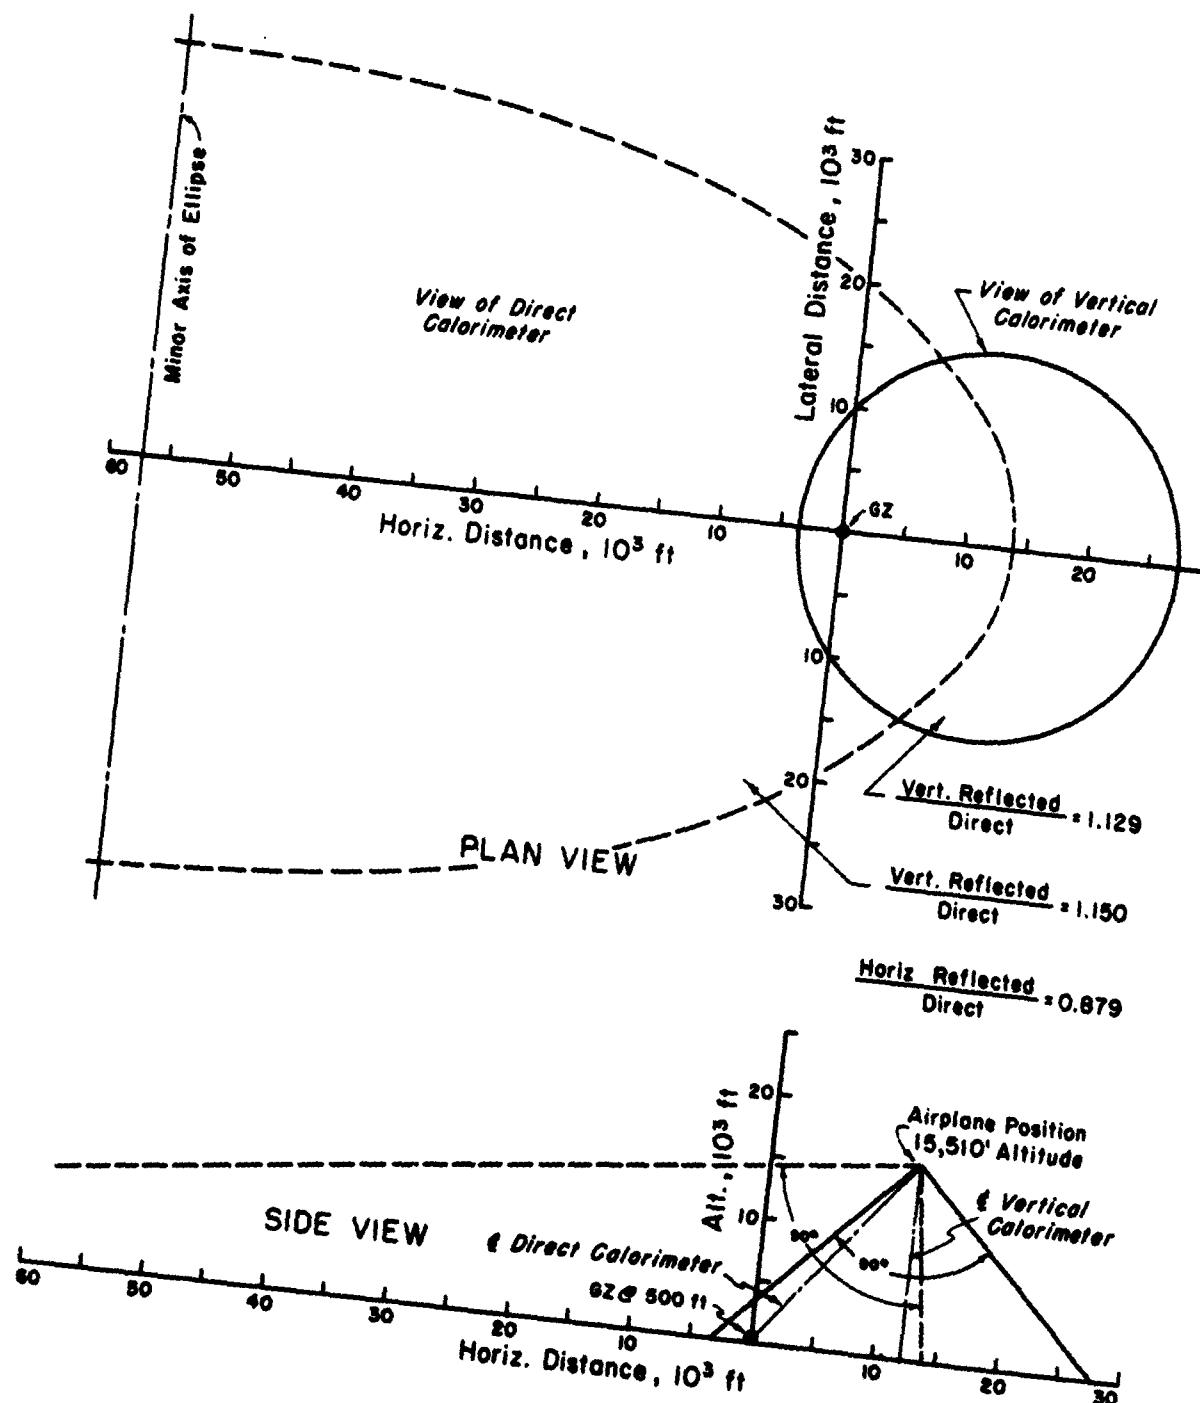 Minor Axis of Ellipse
View of Direct
Calorimeter
Lateral Distance, 10³ ft
30
20
10
10
20
30
View of Vertical
Calorimeter
GZ
60
50
40
30
20
10
10
20
Horiz. Distance, 10³ ft
PLAN VIEW
Vert. Reflected
Direct
=1.129
Vert. Reflected
Direct
=1.150
Horiz Reflected
Direct
=0.879
Alt., 10³ ft
20
10
Airplane Position
15,510' Altitude
℄ Vertical
Calorimeter
SIDE VIEW
℄ Direct Calorimeter
GZ@ 500 ft
90°
90°
60
50
40
30
20
10
10
20
30
Horiz. Distance, 10³ ft